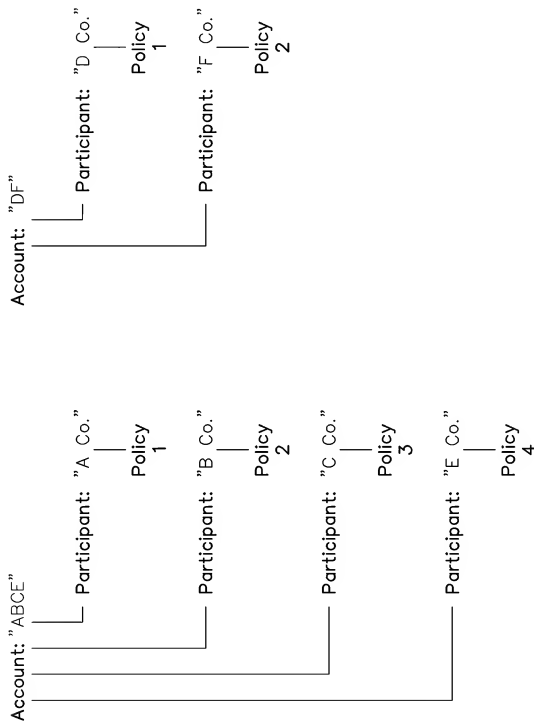 Account: "ABCE"
Participant: "A Co."
Policy
1
Participant: "B Co."
Policy
2
Participant: "C Co."
Policy
3
Participant: "E Co."
Policy
4
Account: "DF"
Participant: "D Co."
Policy
1
Participant: "F Co."
Policy
2